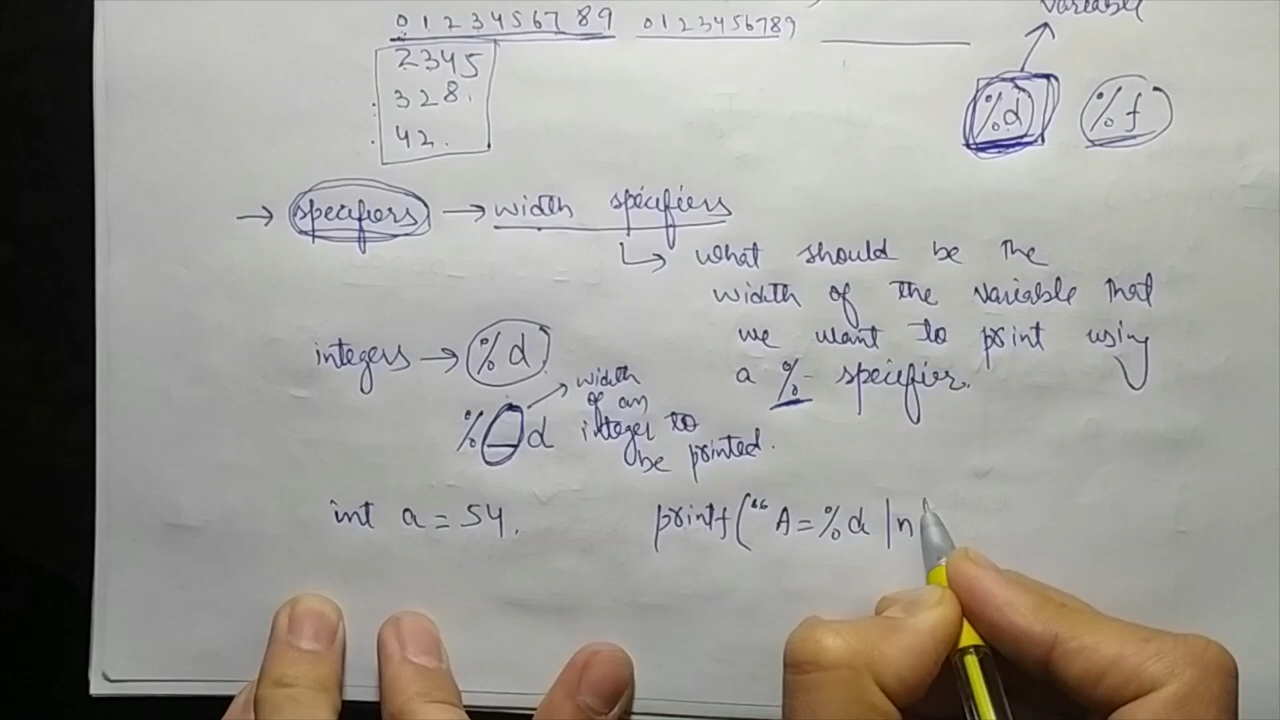 variable
0 1 2 3 4 5 6 7 8 9 0 1 2 3 4 5 6 7 8 9
2345
328.
42.
%d %f
→ specifiers → width specifiers
↳ what should be the
width of the variable that
we want to print using
a % specifier.
integers → %d
%_d → width
of an
integer to
be printed.
int a = 54. printf(“A=%d |n